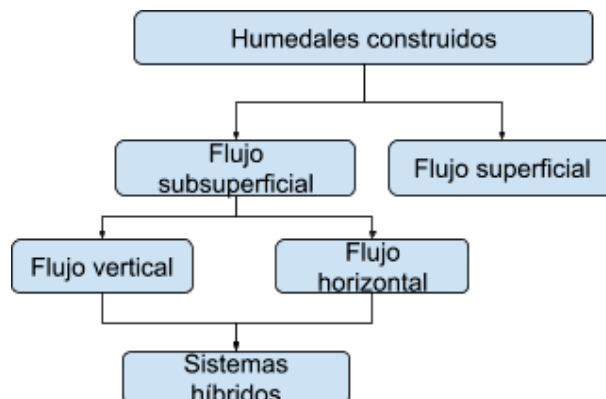 Humedales construidos
Flujo
subsuperficial
Flujo superficial
Flujo vertical
Flujo
horizontal
Sistemas
híbridos